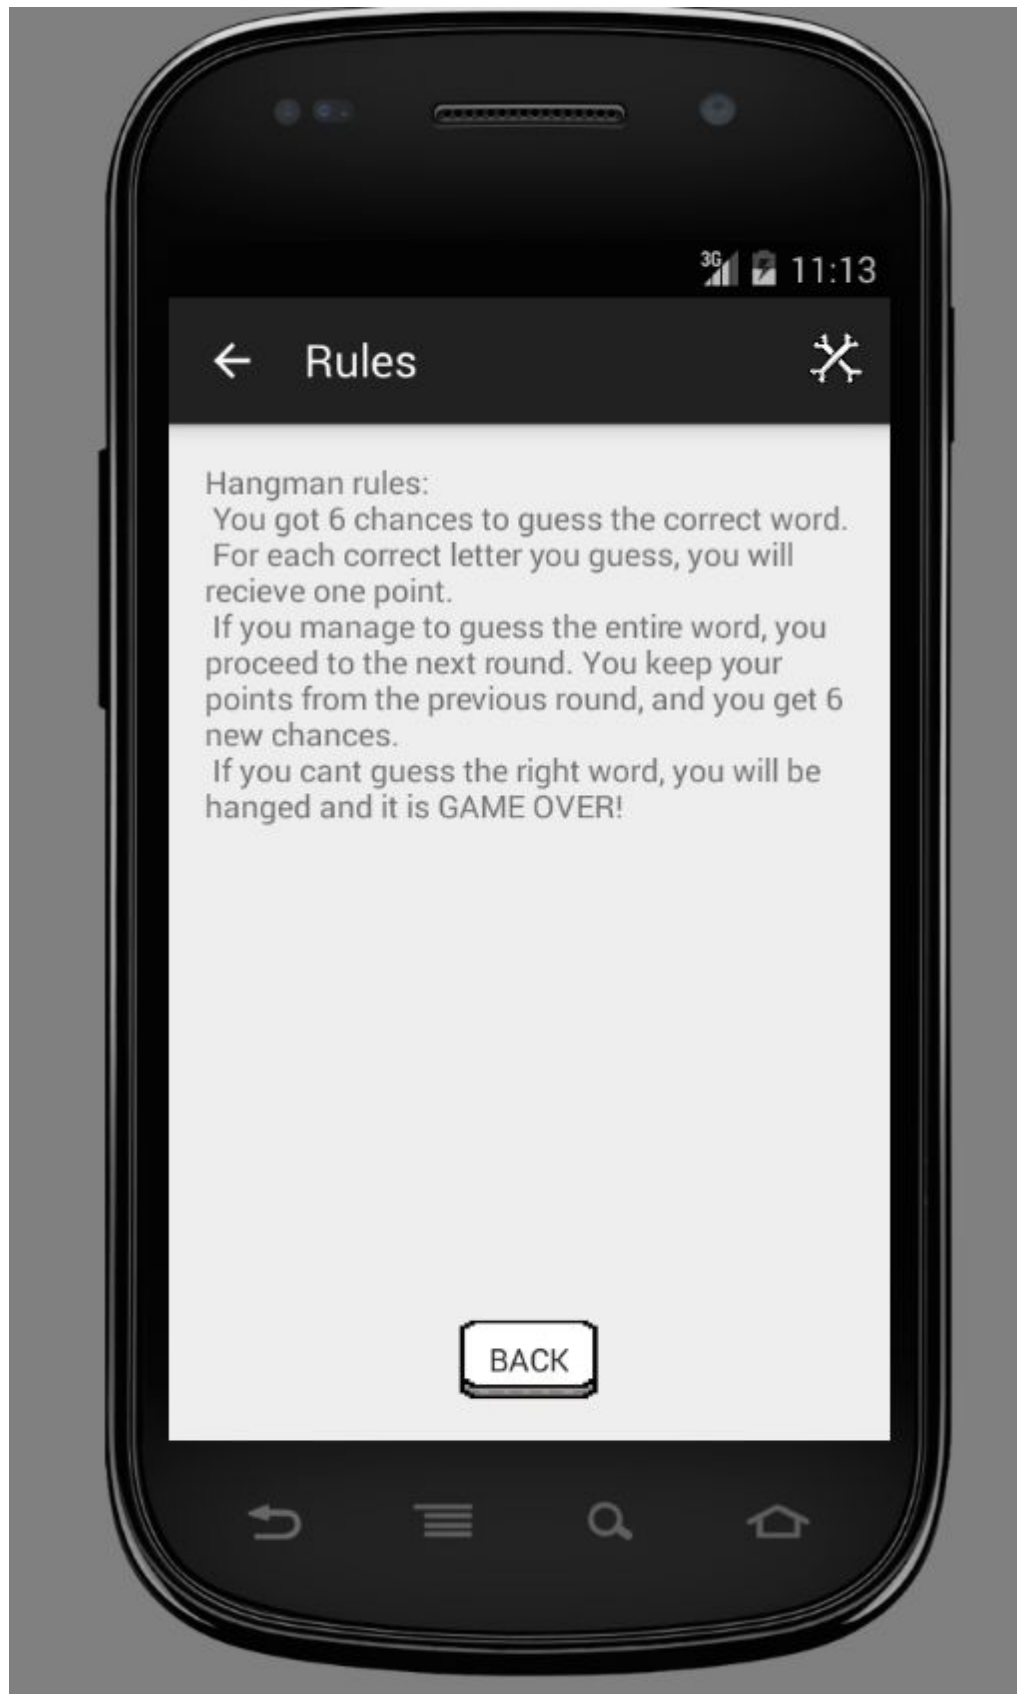 3G 11:13
Rules
Hangman rules:
You got 6 chances to guess the correct word.
For each correct letter you guess, you will
recieve one point.
If you manage to guess the entire word, you
proceed to the next round. You keep your
points from the previous round, and you get 6
new chances.
If you cant guess the right word, you will be
hanged and it is GAME OVER!
BACK